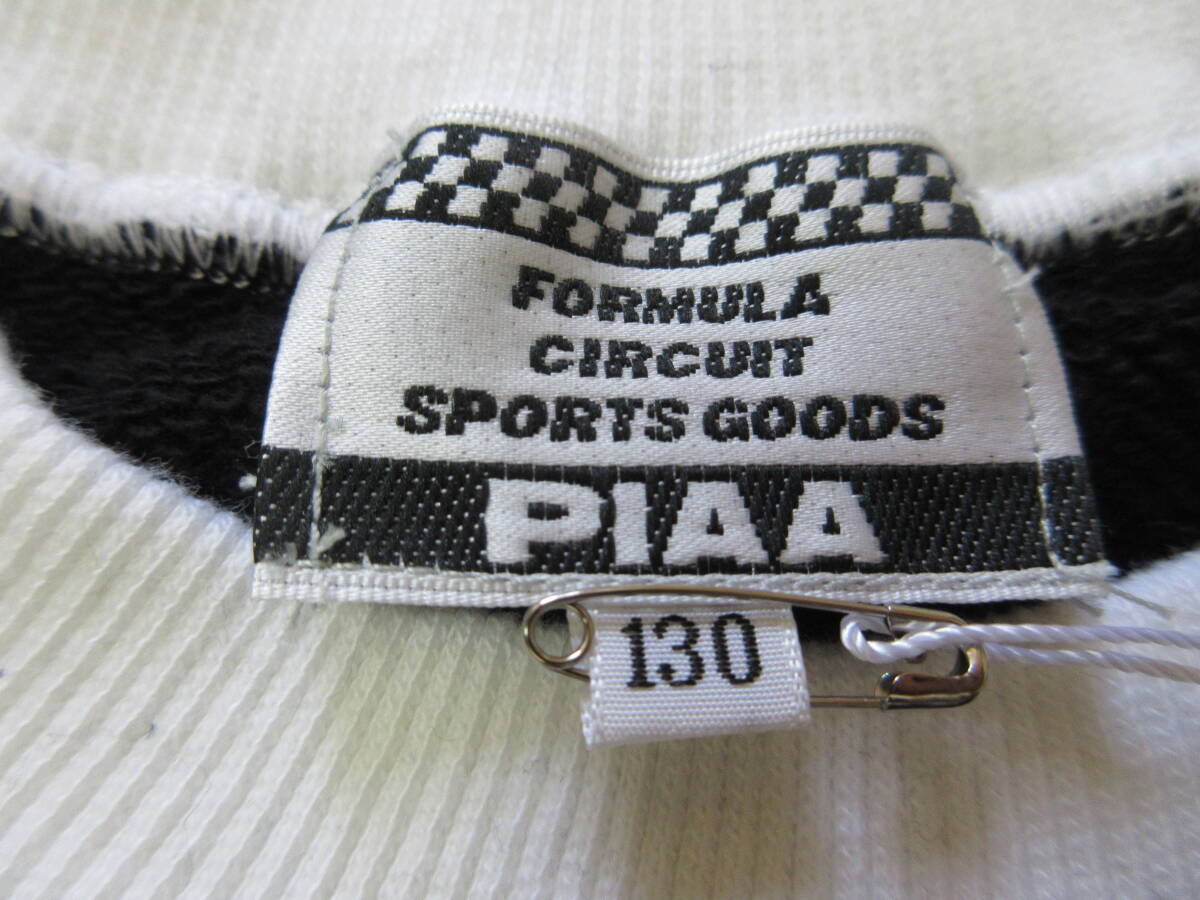 FORMULA
CIRCUIT
SPORTS GOODS
PIAA
130